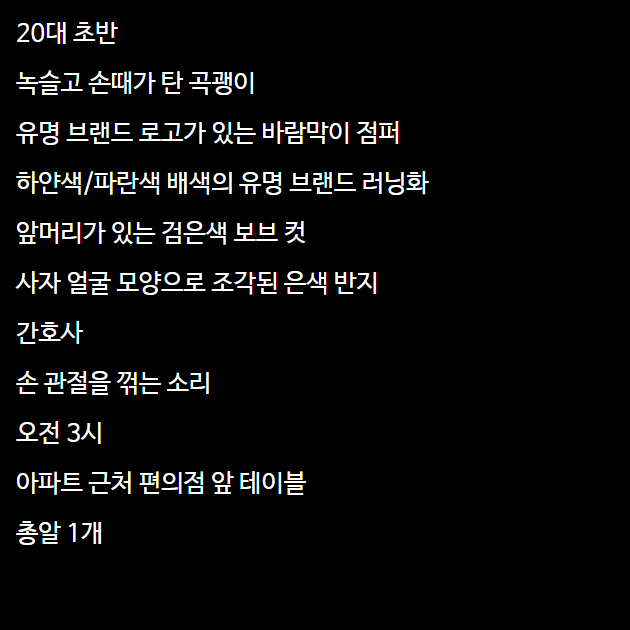 20대 초반
녹슬고 손때가 탄 곡괭이
유명 브랜드 로고가 있는 바람막이 점퍼
하얀색/파란색 배색의 유명 브랜드 러닝화
앞머리가 있는 검은색 보브 컷
사자 얼굴 모양으로 조각된 은색 반지
간호사
손 관절을 꺾는 소리
오전 3시
아파트 근처 편의점 앞 테이블
총알 1개